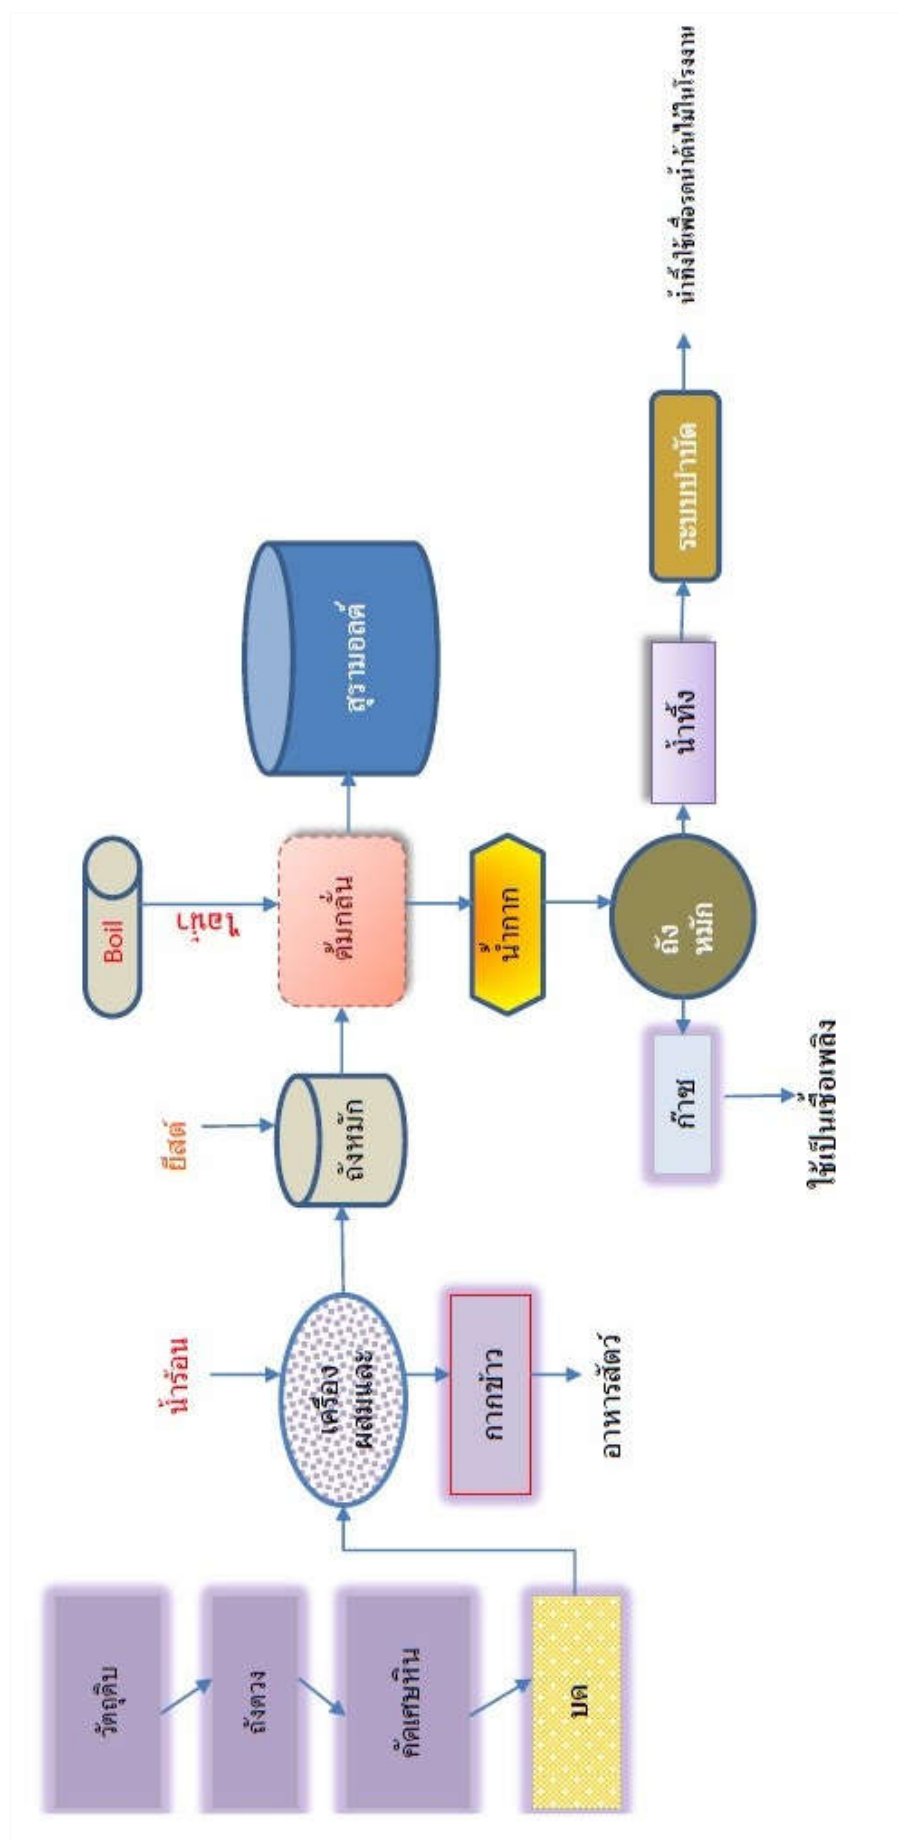 วัตถุดิบ
ถังตวง
คัดเศษหิน
บด
น้ำร้อน
เครื่อง
ผสมและ
กากข้าว
อาหารสัตว์
ยีสต์
ถังหมัก
Boil
ไอน้ำ
ต้มกลั่น
สุรามอลต์
น้ำกาก
ถัง
หมัก
ก๊าซ
ใช้เป็นเชื้อเพลิง
น้ำทิ้ง
ระบบบำบัด
น้ำทิ้งใช้เพื่อรดน้ำต้นไม้ในโรงงาน